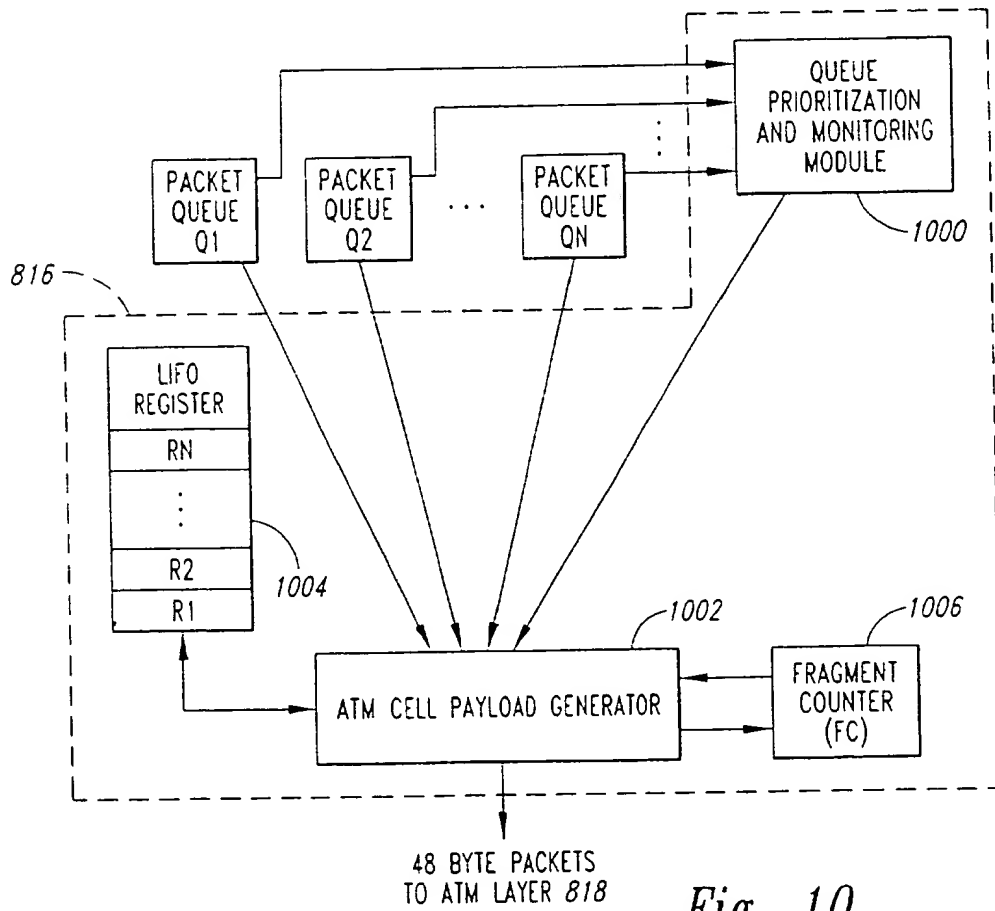 QUEUE
PRIORITIZATION
AND MONITORING
MODULE
PACKET
QUEUE
Q1
PACKET
QUEUE
Q2
. . .
PACKET
QUEUE
QN
1000
816
LIFO
REGISTER
RN
R2
R1
1004
1002
1006
ATM CELL PAYLOAD GENERATOR
FRAGMENT
COUNTER
(FC)
48 BYTE PACKETS
TO ATM LAYER 818
Fig. 10